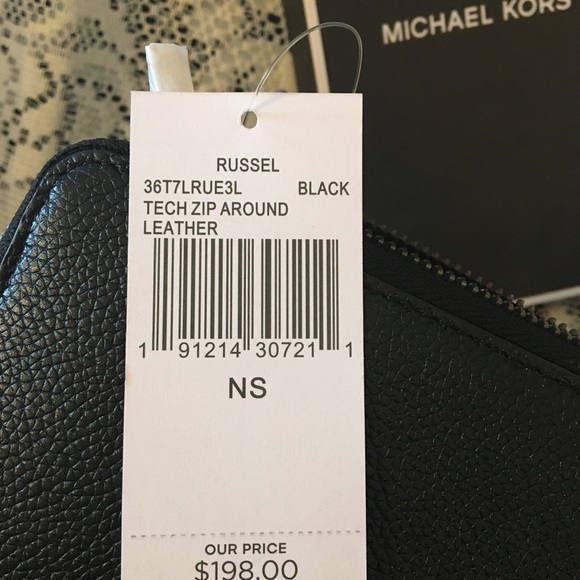 MICHAEL KORS
RUSSEL
36T7LRUE3L BLACK
TECH ZIP AROUND
LEATHER
1 91214 30721 1
NS
OUR PRICE
$198.00